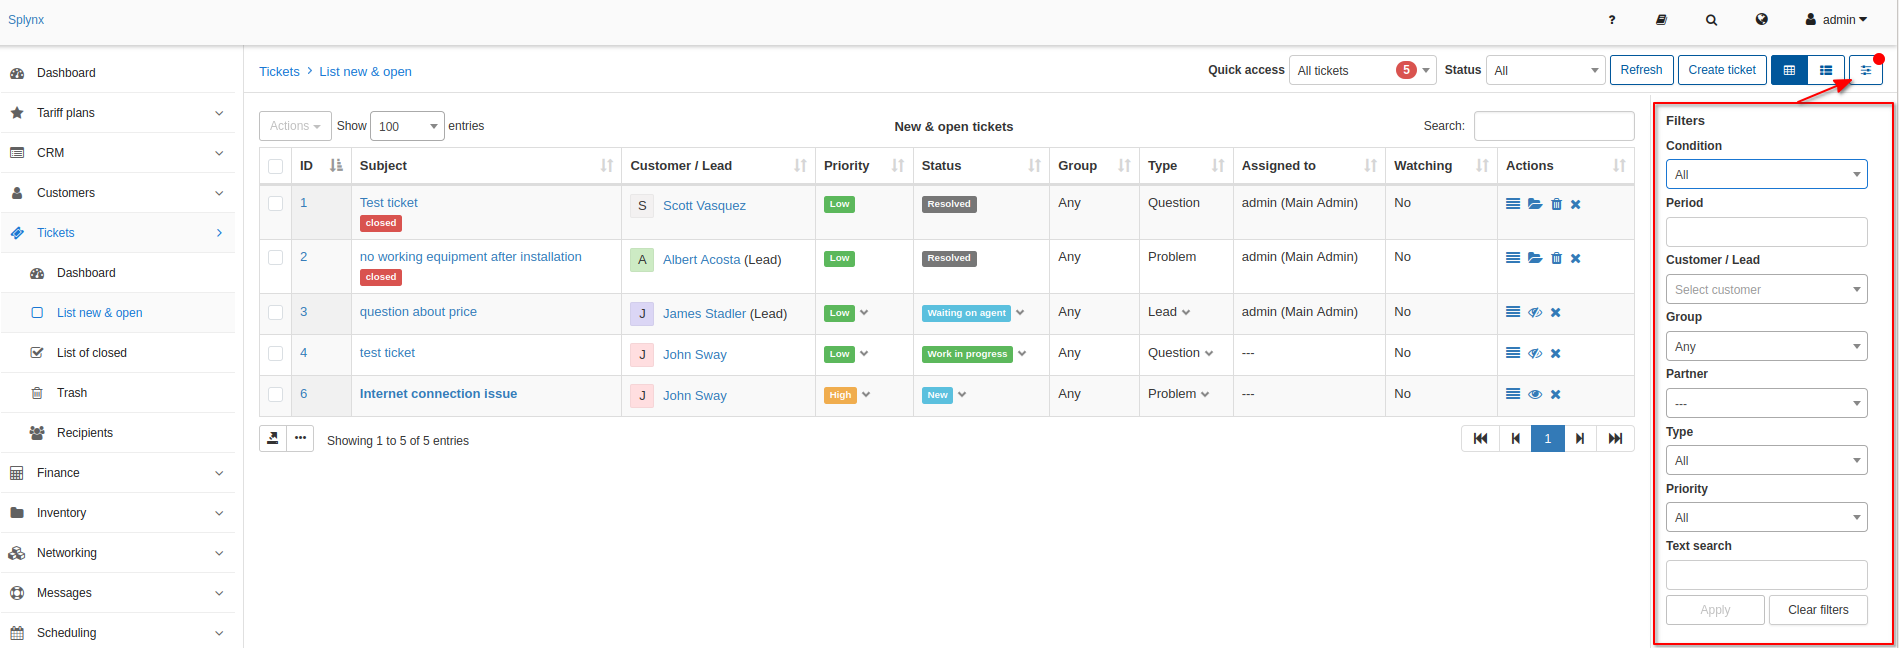 Splynx
? admin
Dashboard
Tariff plans
CRM
Customers
Tickets
Dashboard
List new & open
List of closed
Trash
Recipients
Finance
Inventory
Networking
Messages
Scheduling
Tickets > List new & open
Quick access All tickets 5 Status All Refresh Create ticket
Actions Show 100 entries New & open tickets Search:
ID Subject Customer / Lead Priority Status Group Type Assigned to Watching Actions
1 Test ticket S Scott Vasquez Low Resolved Any Question admin (Main Admin) No
closed
2 no working equipment after installation A Albert Acosta (Lead) Low Resolved Any Problem admin (Main Admin) No
closed
3 question about price J James Stadler (Lead) Low Waiting on agent Any Lead admin (Main Admin) No
4 test ticket J John Sway Low Work in progress Any Question --- No
6 Internet connection issue J John Sway High New Any Problem --- No
Showing 1 to 5 of 5 entries 1
Filters
Condition
All
Period
Customer / Lead
Select customer
Group
Any
Partner
---
Type
All
Priority
All
Text search
Apply Clear filters